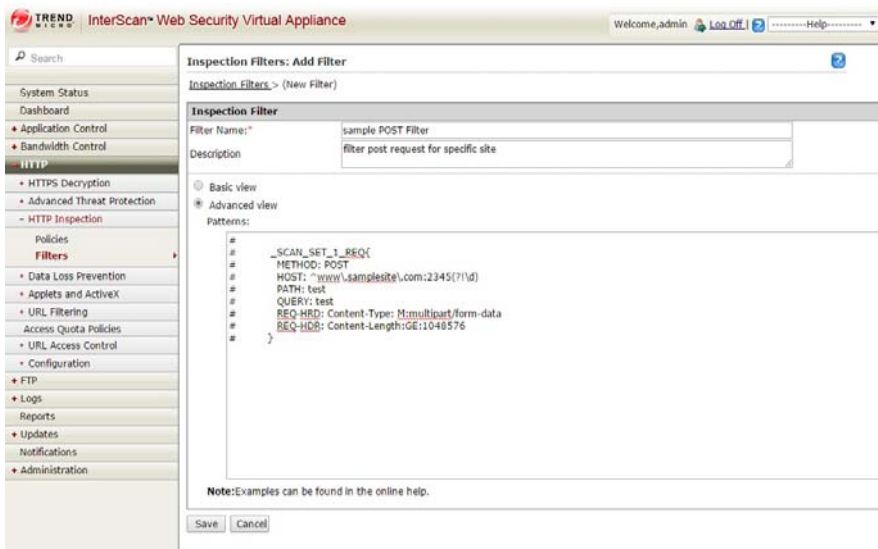 TREND MICRO InterScan™ Web Security Virtual Appliance
Welcome,admin Log Off | ? ---------Help----------
Search
System Status
Dashboard
+ Application Control
+ Bandwidth Control
- HTTP
+ HTTPS Decryption
+ Advanced Threat Protection
- HTTP Inspection
Policies
Filters
+ Data Loss Prevention
+ Applets and ActiveX
+ URL Filtering
Access Quota Policies
+ URL Access Control
+ Configuration
+ FTP
+ Logs
Reports
+ Updates
Notifications
+ Administration
Inspection Filters: Add Filter ?
Inspection Filters > (New Filter)
Inspection Filter
Filter Name:* sample POST Filter
Description filter post request for specific site
Basic view
Advanced view
Patterns:
#
# _SCAN_SET_1_REQ{
# METHOD: POST
# HOST: ^www\.samplesite\.com:2345(?!\d)
# PATH: test
# QUERY: test
# REQ-HRD: Content-Type: M:multipart/form-data
# REQ-HDR: Content-Length:GE:1048576
# }
Note:Examples can be found in the online help.
Save Cancel